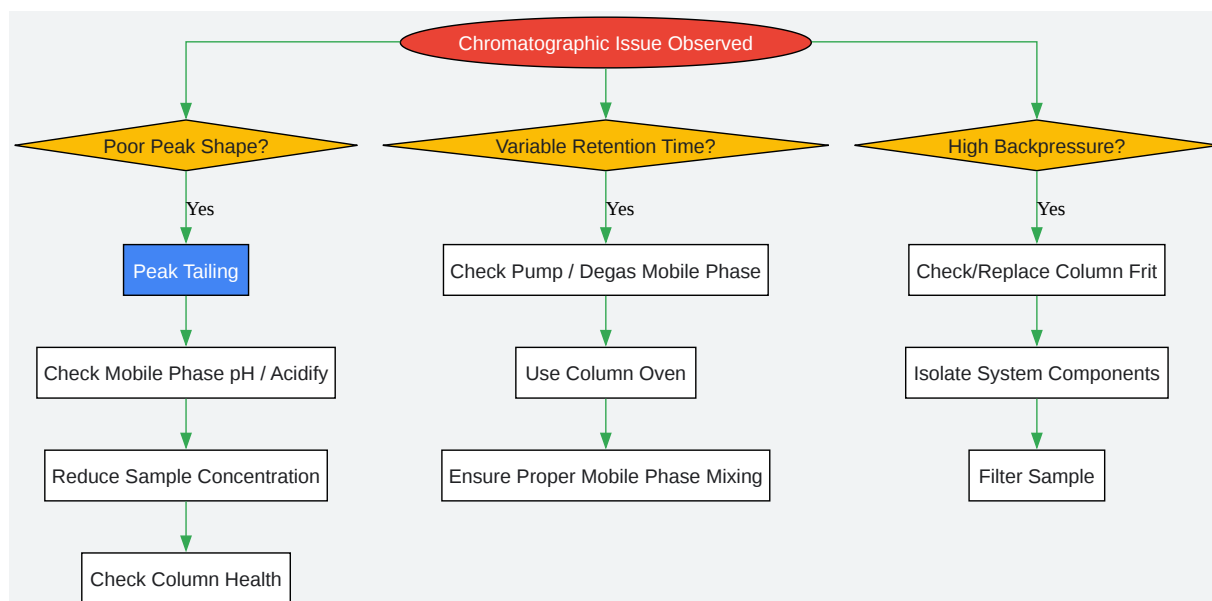 Chromatographic Issue Observed
Poor Peak Shape?
Variable Retention Time?
High Backpressure?
Yes
Yes
Yes
Peak Tailing
Check Pump / Degas Mobile Phase
Check/Replace Column Frit
Check Mobile Phase pH / Acidify
Use Column Oven
Isolate System Components
Reduce Sample Concentration
Ensure Proper Mobile Phase Mixing
Filter Sample
Check Column Health